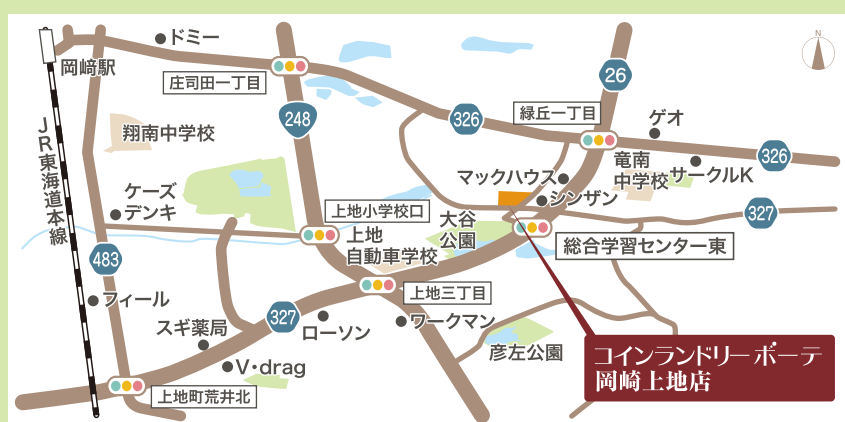 N
ドミー
岡﨑駅
庄司田一丁目
26
248
326
緑丘一丁目
ゲオ
326
翔南中学校
竜南
中学校
サークルK
JR東海道本線
マックハウス
シンザン
ケーズ
デンキ
上地小学校口
大谷
公園
327
上地
自動車学校
総合学習センター東
483
フィール
上地三丁目
327
スギ薬局
ローソン
ワークマン
彦左公園
V・drag
上地町荒井北
コインランドリー ボーテ
岡崎上地店